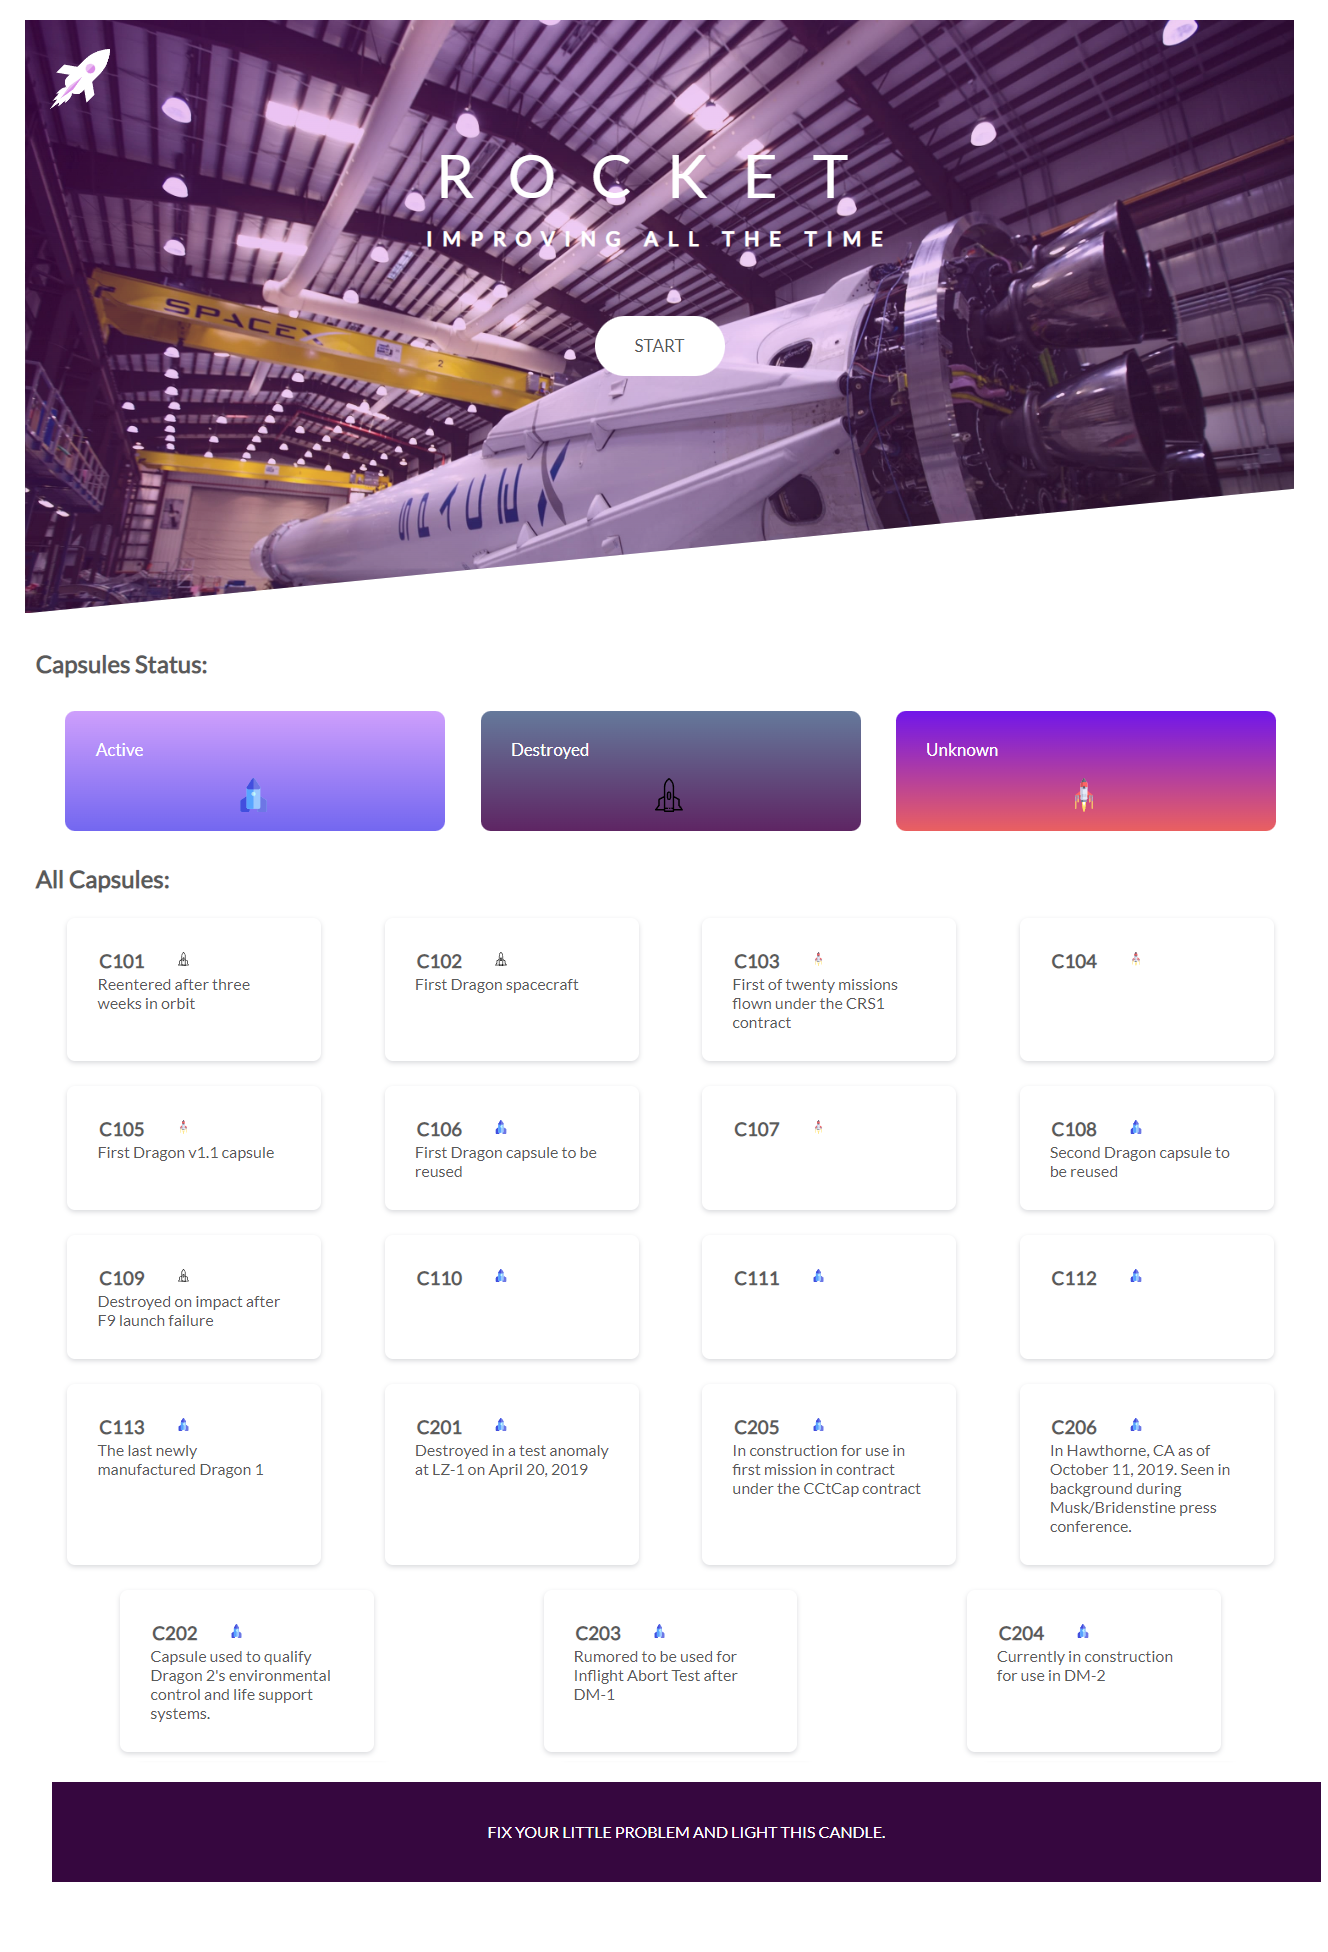 ROCKET
IMPROVING ALL THE TIME
SPACEX
2
START
SPACEX
Capsules Status:
Active
Destroyed
Unknown
All Capsules:
C101
Reentered after three
weeks in orbit
C102
First Dragon spacecraft
C103
First of twenty missions
flown under the CRS1
contract
C104
C105
First Dragon v1.1 capsule
C106
First Dragon capsule to be
reused
C107
C108
Second Dragon capsule to
be reused
C109
Destroyed on impact after
F9 launch failure
C110
C111
C112
C113
The last newly
manufactured Dragon 1
C201
Destroyed in a test anomaly
at LZ-1 on April 20, 2019
C205
In construction for use in
first mission in contract
under the CCtCap contract
C206
In Hawthorne, CA as of
October 11, 2019. Seen in
background during
Musk/Bridenstine press
conference.
C202
Capsule used to qualify
Dragon 2's environmental
control and life support
systems.
C203
Rumored to be used for
Inflight Abort Test after
DM-1
C204
Currently in construction
for use in DM-2
FIX YOUR LITTLE PROBLEM AND LIGHT THIS CANDLE.